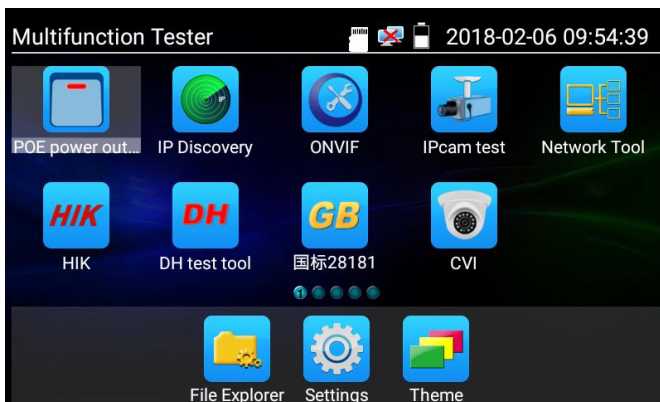 Multifunction Tester 2018-02-06 09:54:39
IP
POE power out... IP Discovery ONVIF IPcam test Network Tool
HIK DH GB
HIK DH test tool 国标28181 CVI
1
File Explorer Settings Theme